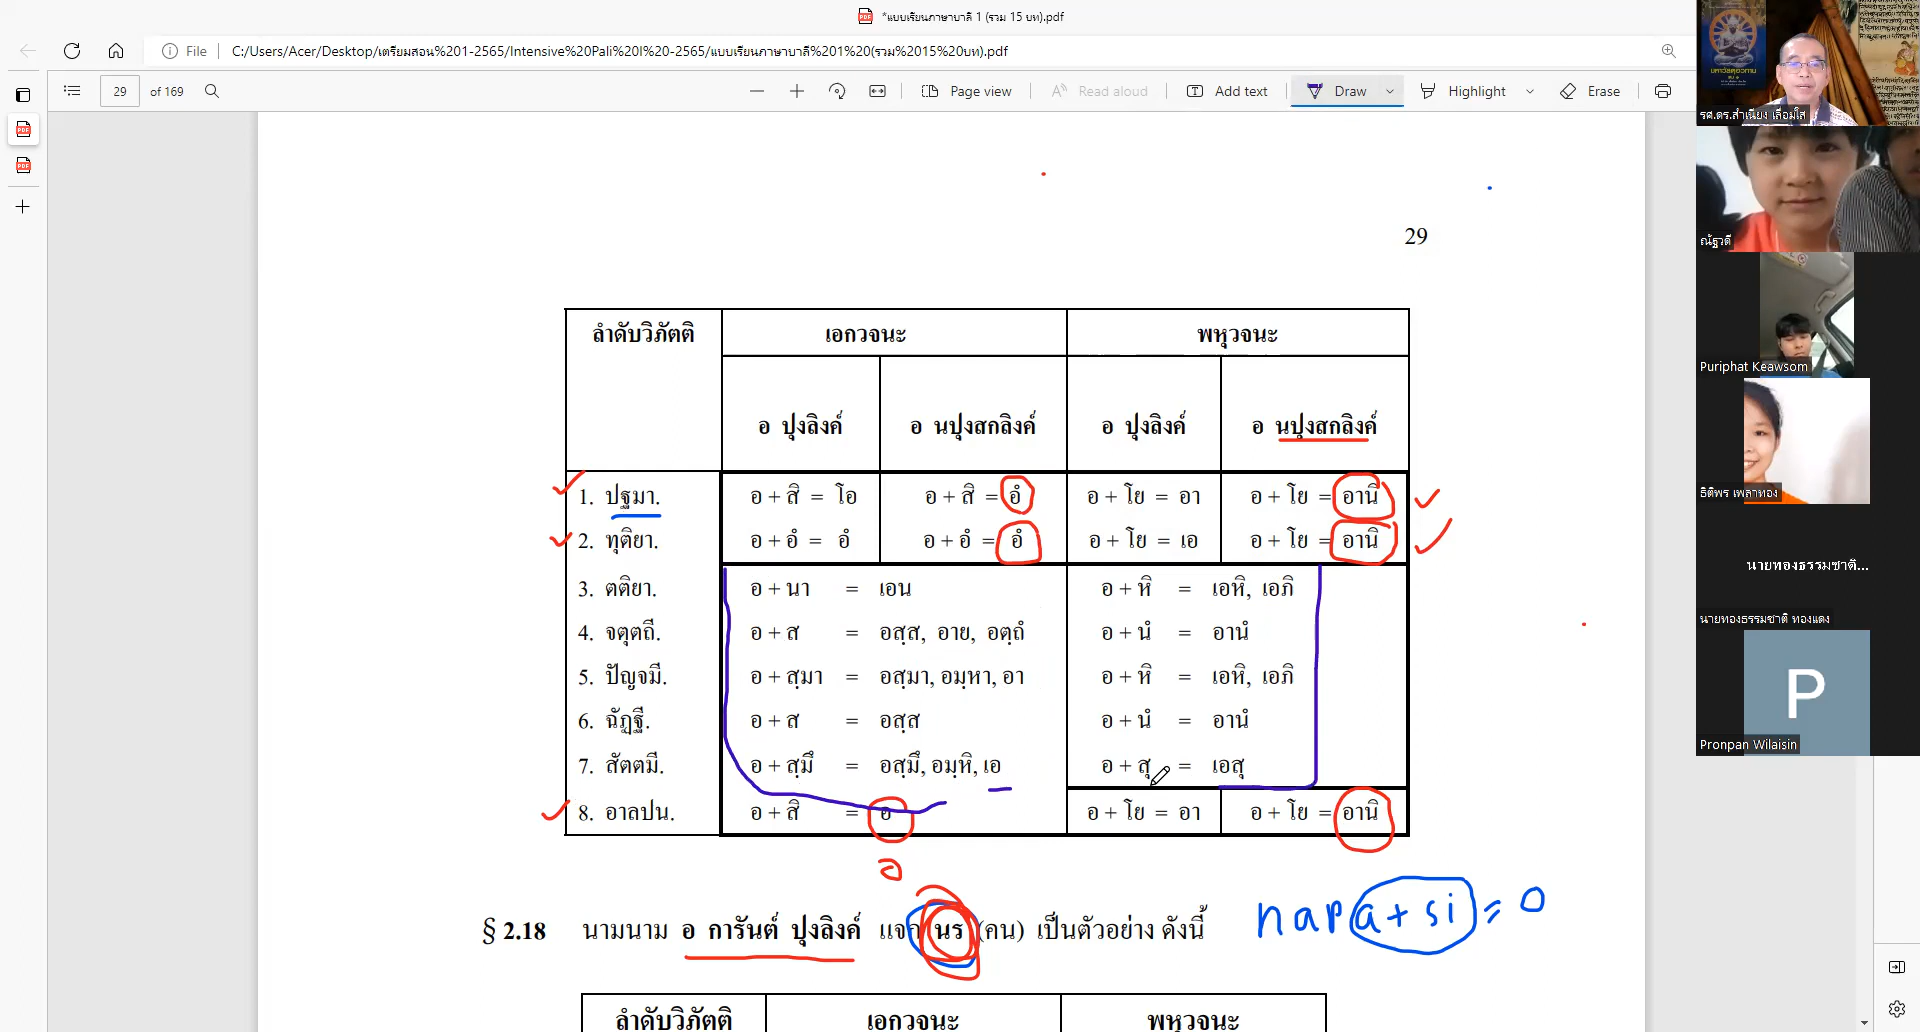 *แบบเรียนภาษาบาลี 1 (รวม 15 บท).pdf
File C:/Users/Acer/Desktop/เตรียมสอน%201-2565/Intensive%20Pali%20I%20-2565/แบบเรียนภาษาบาลี%201%20(รวม%2015%20บท).pdf
29 of 169 Page view Read aloud Add text Draw Highlight Erase
29
ลำดับวิภัตติ เอกวจนะ พหุวจนะ
อ ปุงลิงค์ อ นปุงสกลิงค์ อ ปุงลิงค์ อ นปุงสกลิงค์
1. ปฐมา. อ + สิ = โอ อ + สิ = อํ อ + โย = อา อ + โย = อานิ
2. ทุติยา. อ + อํ = อํ อ + อํ = อํ อ + โย = เอ อ + โย = อานิ
3. ตติยา. อ + นา = เอน อ + หิ = เอหิ, เอภิ
4. จตุตถี. อ + ส = อสฺส, อาย, อตฺถํ อ + นํ = อานํ
5. ปัญจมี. อ + สฺมา = อสฺมา, อมฺหา, อา อ + หิ = เอหิ, เอภิ
6. ฉัฏฐี. อ + ส = อสฺส อ + นํ = อานํ
7. สัตตมี. อ + สฺมึ = อสฺมึ, อมฺหิ, เอ อ + สุ = เอสุ
8. อาลปน. อ + สิ = อ อ + โย = อา อ + โย = อานิ
§ 2.18 นามนาม อ การันต์ ปุงลิงค์ แจก นร (คน) เป็นตัวอย่าง ดังนี้
napa + si = o
ลำดับวิภัตติ เอกวจนะ พหุวจนะ
รศ.ดร.สำเนียง เลื่อมใส
ณัฐวดี
Puriphat Keawsom
ธิติพร เพลาทอง
นายทองธรรมชาติ...
นายทองธรรมชาติ ทองแดง
P
Pronpan Wilaisin